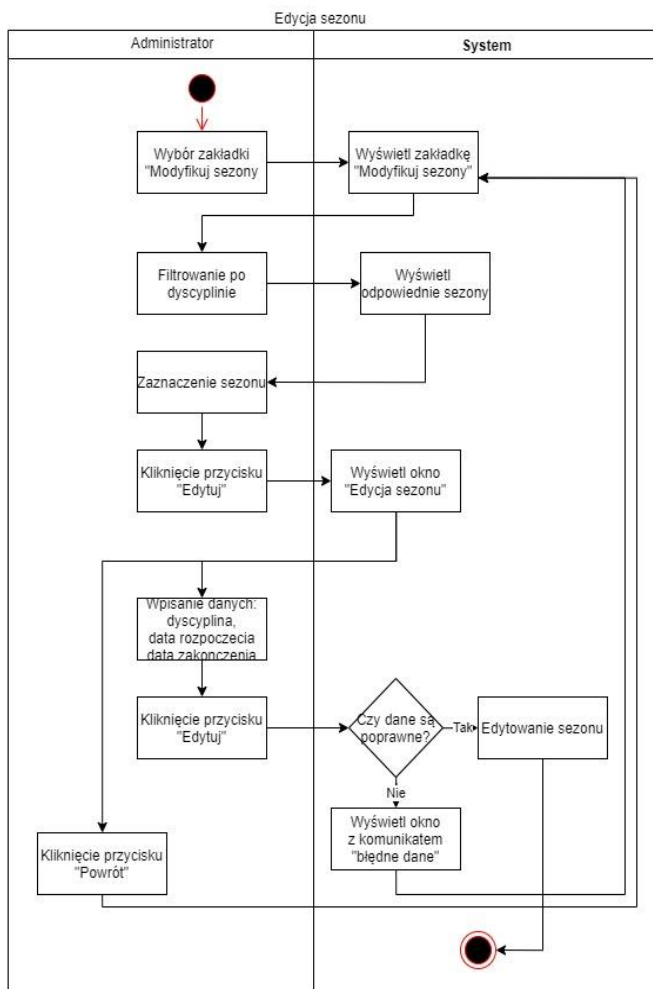 Edycja sezonu
Administrator
System
Wybór zakładki
"Modyfikuj sezony
Wyświetl zakładkę
"Modyfikuj sezony"
Filtrowanie po
dyscyplinie
Wyświetl
odpowiednie sezony
Zaznaczenie sezonu
Kliknięcie przycisku
"Edytuj"
Wyświetl okno
"Edycja sezonu"
Wpisanie danych:
dyscyplina,
data rozpoczecia
data zakonczenia
Kliknięcie przycisku
"Edytuj"
Czy dane są
poprawne?
Tak
Edytowanie sezonu
Nie
Wyświetl okno
z komunikatem
"błędne dane"
Kliknięcie przycisku
"Powrót"